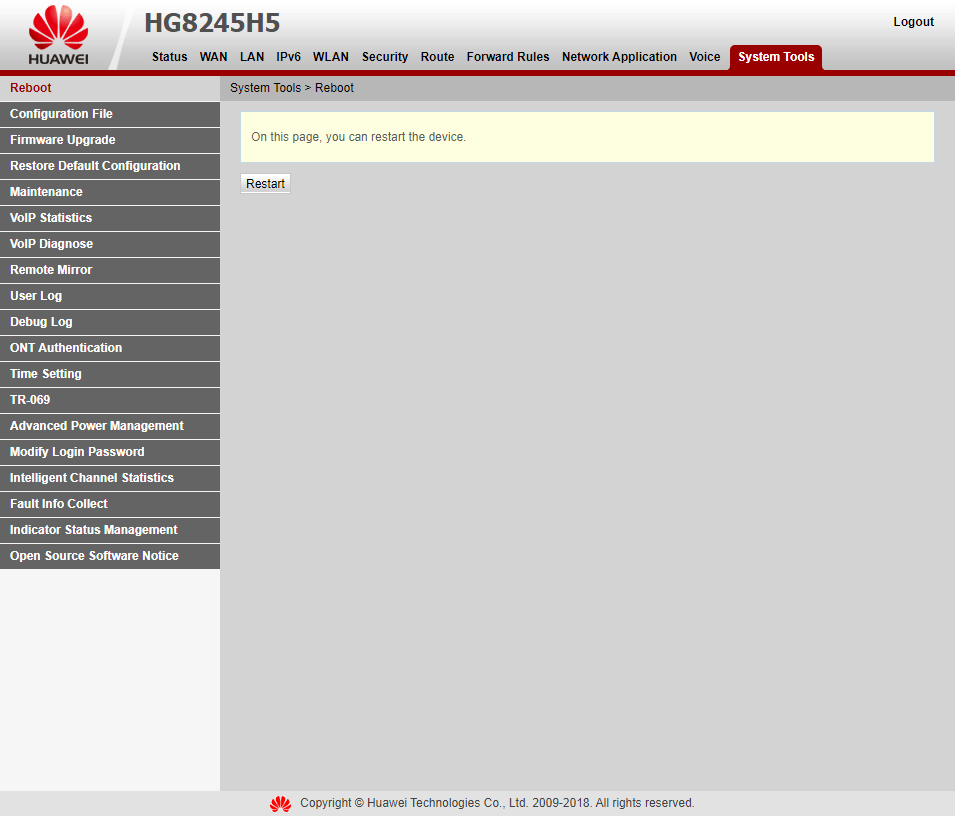 HUAWEI
HG8245H5
Logout
Status WAN LAN IPv6 WLAN Security Route Forward Rules Network Application Voice System Tools
Reboot
Configuration File
Firmware Upgrade
Restore Default Configuration
Maintenance
VoIP Statistics
VoIP Diagnose
Remote Mirror
User Log
Debug Log
ONT Authentication
Time Setting
TR-069
Advanced Power Management
Modify Login Password
Intelligent Channel Statistics
Fault Info Collect
Indicator Status Management
Open Source Software Notice
System Tools > Reboot
On this page, you can restart the device.
Restart
Copyright © Huawei Technologies Co., Ltd. 2009-2018. All rights reserved.